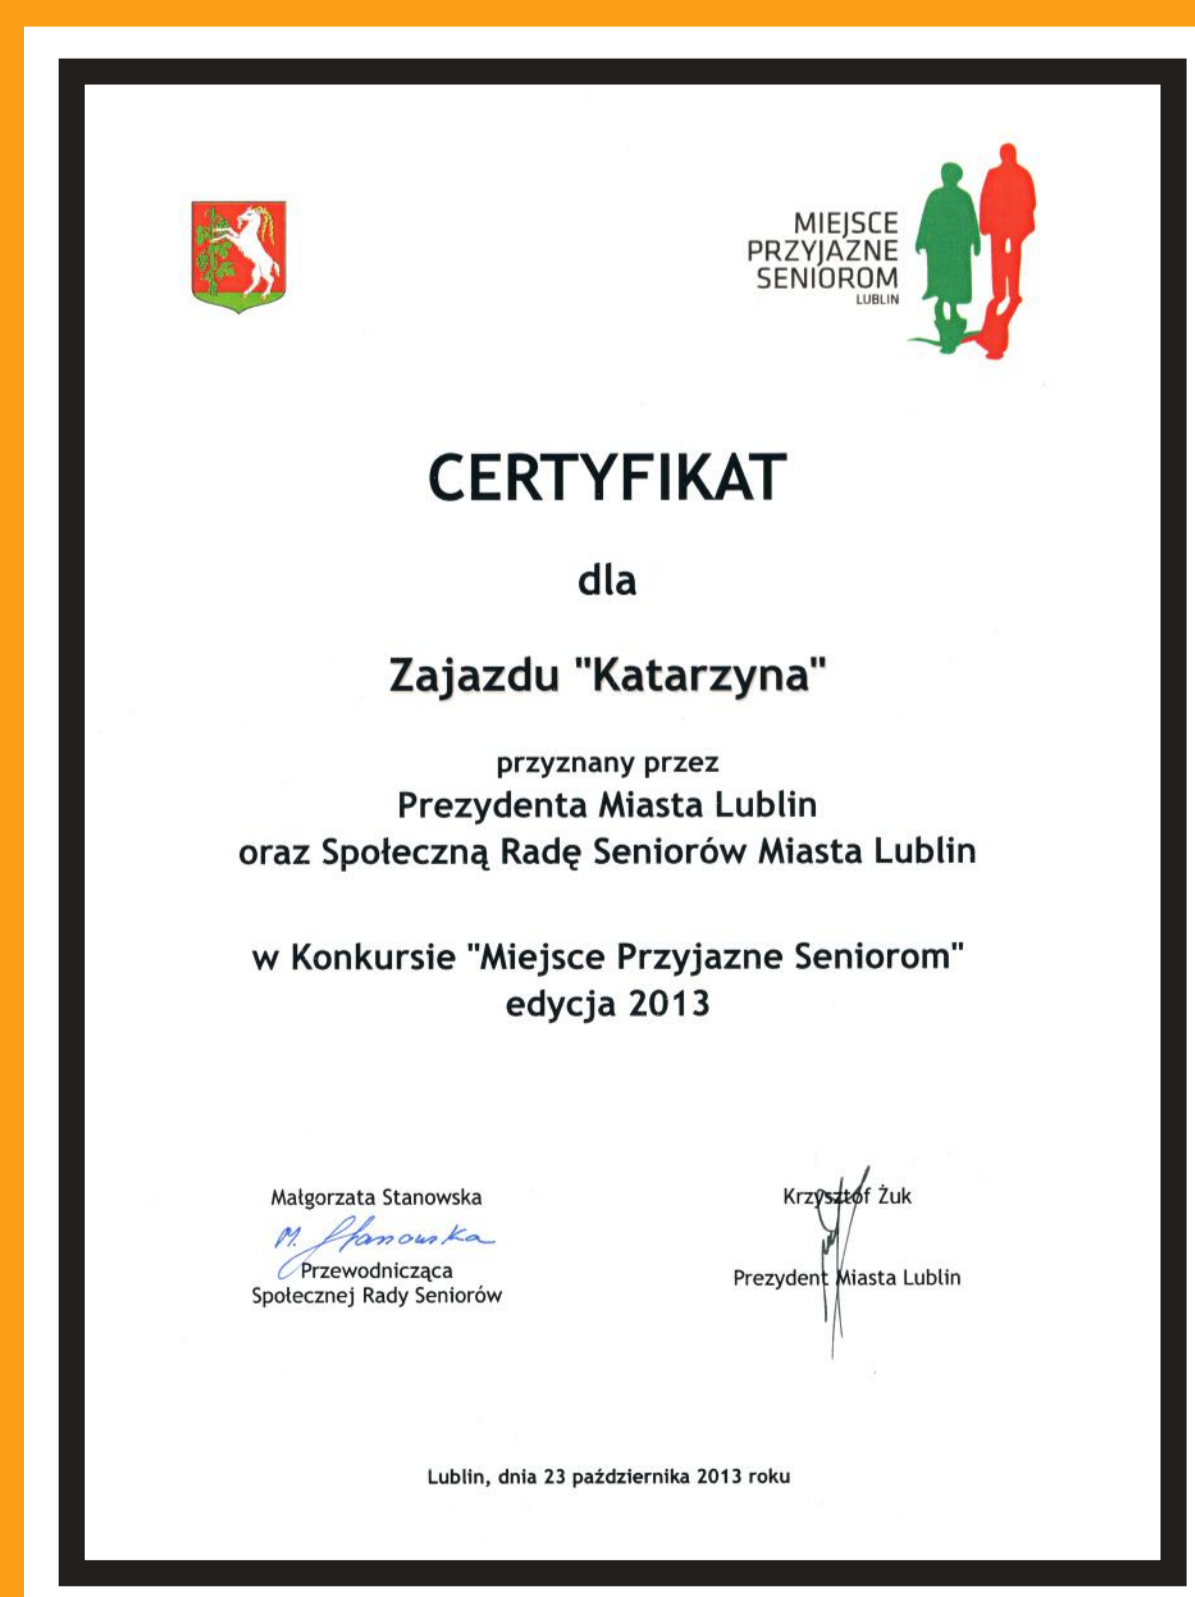 MIEJSCE
PRZYJAZNE
SENIOROM
LUBLIN
CERTYFIKAT
dla
Zajazdu "Katarzyna"
przyznany przez
Prezydenta Miasta Lublin
oraz Społeczną Radę Seniorów Miasta Lublin
w Konkursie "Miejsce Przyjazne Seniorom"
edycja 2013
Małgorzata Stanowska
M. Stanowska
Przewodnicząca
Społecznej Rady Seniorów
Krzysztof Żuk
Prezydent Miasta Lublin
Lublin, dnia 23 października 2013 roku